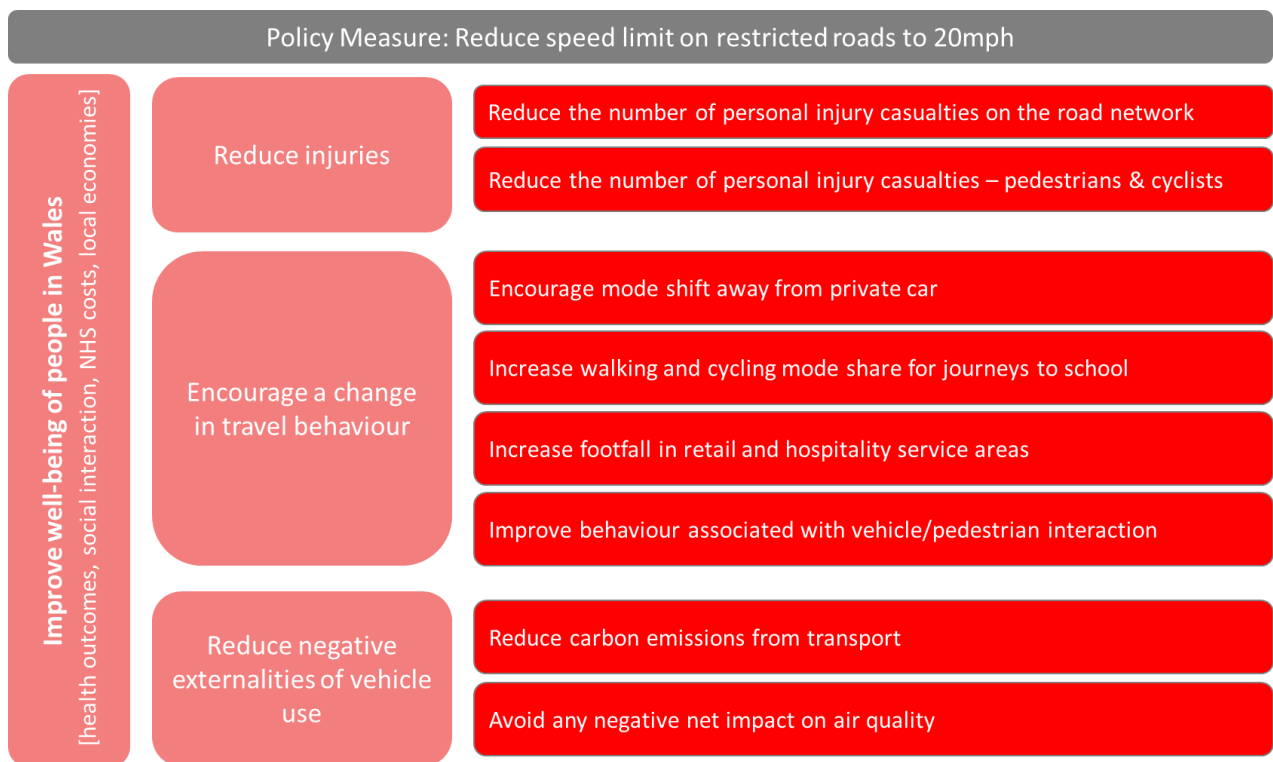 Policy Measure: Reduce speed limit on restricted roads to 20mph
Improve well-being of people in Wales
[health outcomes, social interaction, NHS costs, local economies]
Reduce injuries
Reduce the number of personal injury casualties on the road network
Reduce the number of personal injury casualties – pedestrians & cyclists
Encourage a change
in travel behaviour
Encourage mode shift away from private car
Increase walking and cycling mode share for journeys to school
Increase footfall in retail and hospitality service areas
Improve behaviour associated with vehicle/pedestrian interaction
Reduce negative
externalities of vehicle
use
Reduce carbon emissions from transport
Avoid any negative net impact on air quality